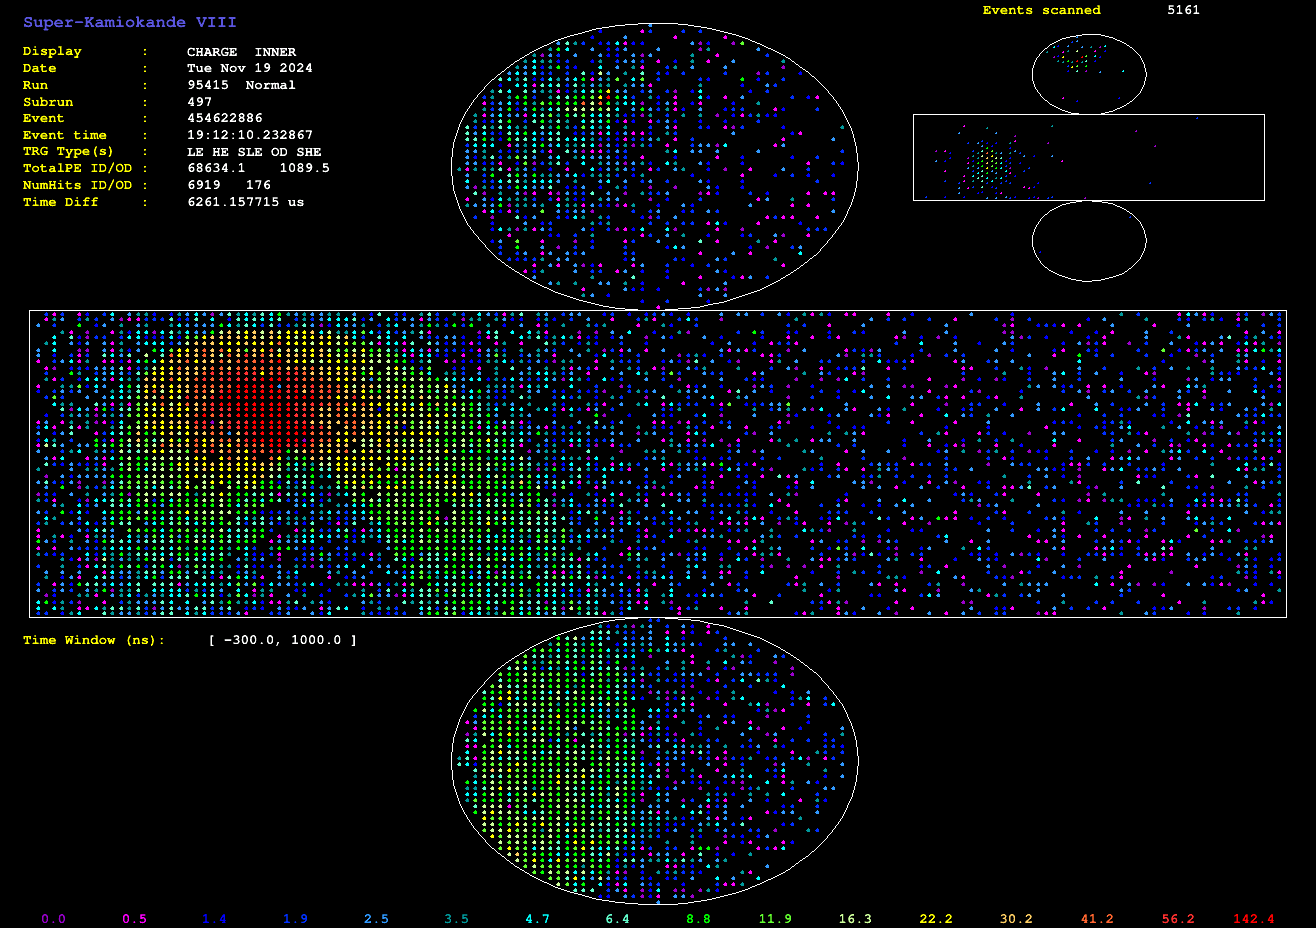 Super-Kamiokande VIII
Events scanned 5161
Display : CHARGE INNER
Date : Tue Nov 19 2024
Run : 95415 Normal
Subrun : 497
Event : 454622886
Event time : 19:12:10.232867
TRG Type(s) : LE HE SLE OD SHE
TotalPE ID/OD : 68634.1 1089.5
NumHits ID/OD : 6919 176
Time Diff : 6261.157715 us
Time Window (ns): [ -300.0, 1000.0 ]
0.0 0.5 1.4 1.9 2.5 3.5 4.7 6.4 8.8 11.9 16.3 22.2 30.2 41.2 56.2 142.4